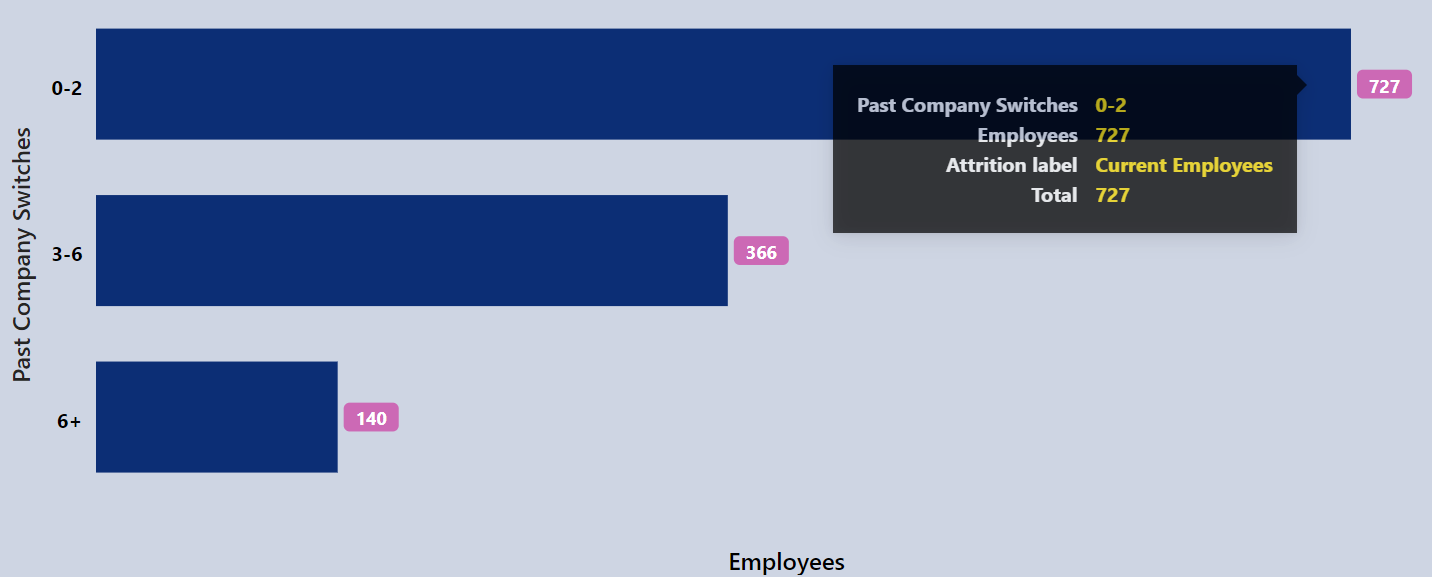 Past Company Switches
0-2
727
Past Company Switches 0-2
Employees 727
Attrition label Current Employees
Total 727
3-6
366
6+
140
Employees